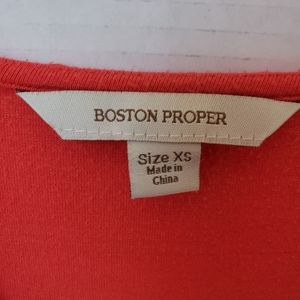 BOSTON PROPER
Size XS
Made in
China